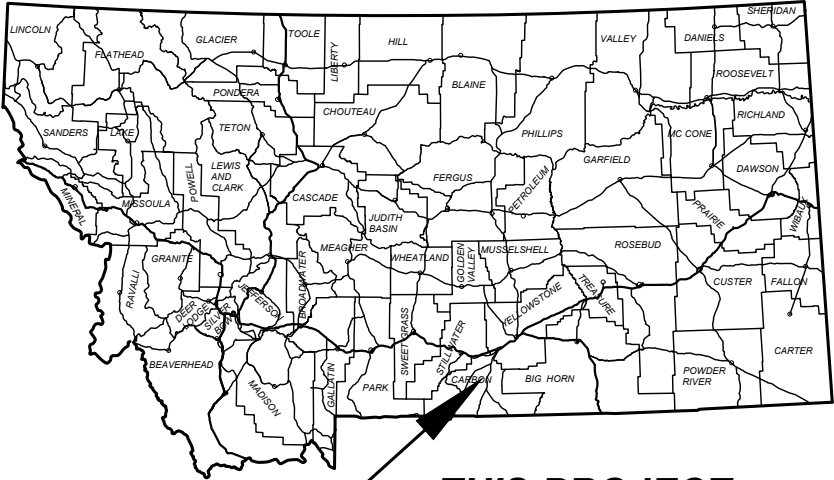 SHERIDAN
LINCOLN
GLACIER
TOOLE
HILL
VALLEY
DANIELS
FLATHEAD
LIBERTY
ROOSEVELT
BLAINE
PONDERA
CHOUTEAU
RICHLAND
SANDERS
LAKE
TETON
PHILLIPS
MC CONE
GARFIELD
DAWSON
LEWIS
AND
CLARK
POWELL
FERGUS
PETROLEUM
MINERAL
MISSOULA
CASCADE
JUDITH
BASIN
PRAIRIE
WIBAUX
MEAGHER
WHEATLAND
GOLDEN
VALLEY
MUSSELSHELL
ROSEBUD
GRANITE
RAVALLI
BROADWATER
JEFFERSON
DEER
LODGE
SILVER
BOW
TREASURE
CUSTER
FALLON
YELLOWSTONE
SWEET GRASS
STILLWATER
CARTER
BEAVERHEAD
MADISON
GALLATIN
PARK
CARBON
BIG HORN
POWDER
RIVER
THIS PROJECT